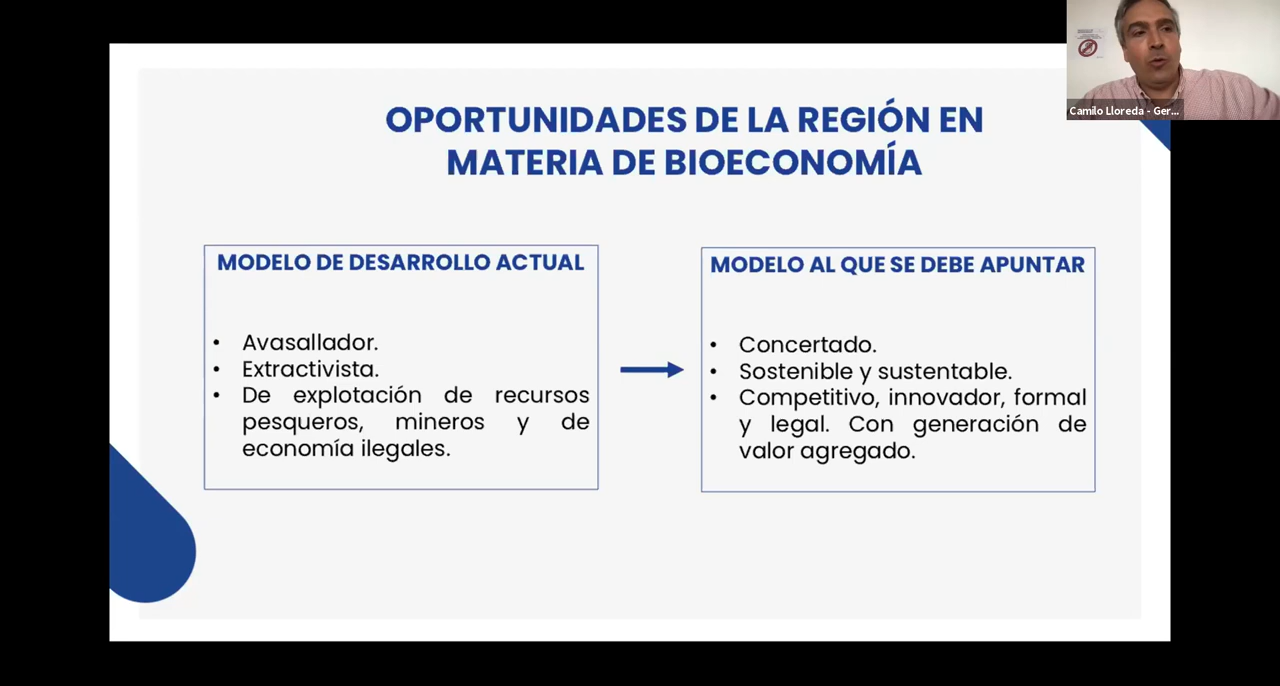 OPORTUNIDADES DE LA REGIÓN EN
MATERIA DE BIOECONOMÍA
MODELO DE DESARROLLO ACTUAL
• Avasallador.
• Extractivista.
• De explotación de recursos
pesqueros, mineros y de
economía ilegales.
MODELO AL QUE SE DEBE APUNTAR
• Concertado.
• Sostenible y sustentable.
• Competitivo, innovador, formal
y legal. Con generación de
valor agregado.
Camilo Lloreda - Ger...